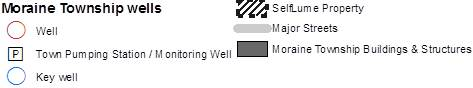 Moraine Township wells
Well
P Town Pumping Station / Monitoring Well
Key well
SelfLume Property
Major Streets
Moraine Township Buildings & Structures